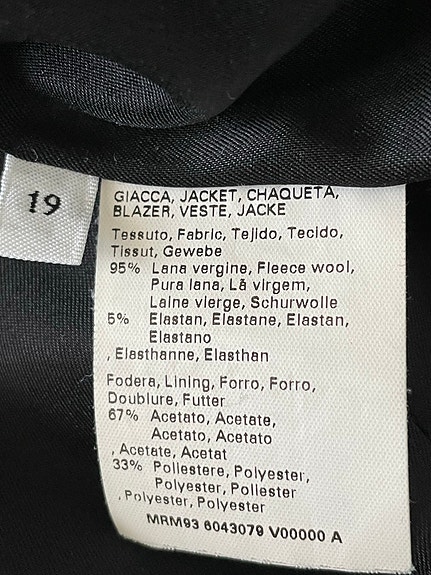 19
GIACCA, JACKET, CHAQUETA,
BLAZER, VESTE, JACKE
Tessuto, Fabric, Tejido, Tecido,
Tissut, Gewebe
95% Lana vergine, Fleece wool,
Pura lana, Lã virgem,
Laine vierge, Schurwolle
5% Elastan, Elastane, Elastan,
Elastano
, Elasthanne, Elasthan
Fodera, Lining, Forro, Forro,
Doublure, Futter
67% Acetato, Acetate,
Acetato, Acetato
, Acetate, Acetat
33% Poliestere, Polyester,
Polyester, Poliester
, Polyester, Polyester
MRM93 6043079 V00000 A